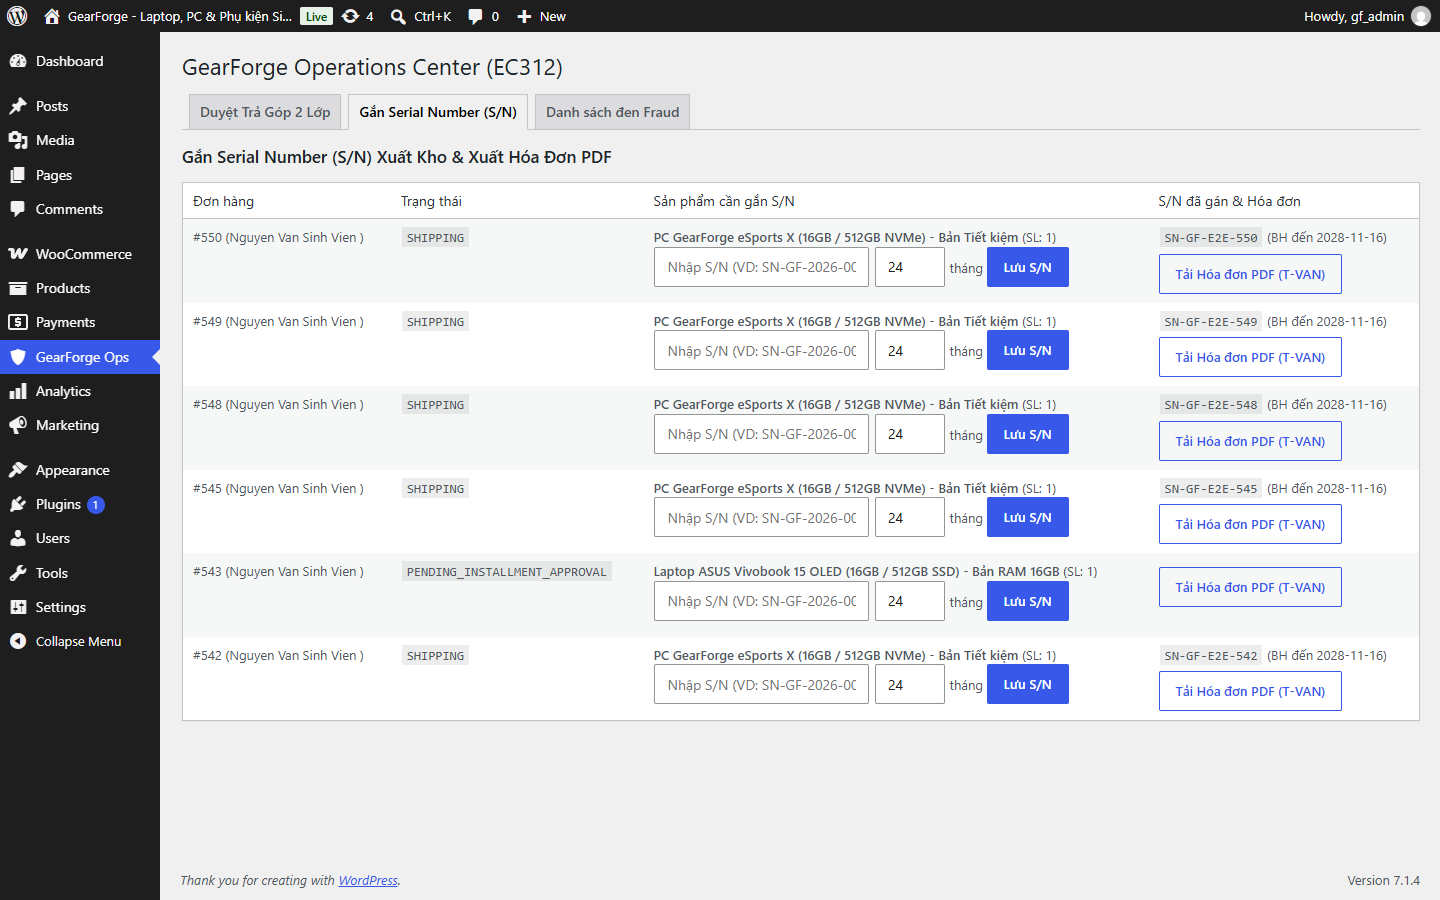 GearForge - Laptop, PC & Phụ kiện Si... Live 4 Ctrl+K 0 New Howdy, gf_admin
Dashboard
Posts
Media
Pages
Comments
WooCommerce
Products
Payments
GearForge Ops
Analytics
Marketing
Appearance
Plugins 1
Users
Tools
Settings
Collapse Menu
GearForge Operations Center (EC312)
Duyệt Trả Góp 2 Lớp Gắn Serial Number (S/N) Danh sách đen Fraud
Gắn Serial Number (S/N) Xuất Kho & Xuất Hóa Đơn PDF
Đơn hàng Trạng thái Sản phẩm cần gắn S/N S/N đã gán & Hóa đơn
#550 (Nguyen Van Sinh Vien ) SHIPPING PC GearForge eSports X (16GB / 512GB NVMe) - Bản Tiết kiệm (SL: 1) SN-GF-E2E-550 (BH đến 2028-11-16)
Nhập S/N (VD: SN-GF-2026-00 24 tháng Lưu S/N Tải Hóa đơn PDF (T-VAN)
#549 (Nguyen Van Sinh Vien ) SHIPPING PC GearForge eSports X (16GB / 512GB NVMe) - Bản Tiết kiệm (SL: 1) SN-GF-E2E-549 (BH đến 2028-11-16)
Nhập S/N (VD: SN-GF-2026-00 24 tháng Lưu S/N Tải Hóa đơn PDF (T-VAN)
#548 (Nguyen Van Sinh Vien ) SHIPPING PC GearForge eSports X (16GB / 512GB NVMe) - Bản Tiết kiệm (SL: 1) SN-GF-E2E-548 (BH đến 2028-11-16)
Nhập S/N (VD: SN-GF-2026-00 24 tháng Lưu S/N Tải Hóa đơn PDF (T-VAN)
#545 (Nguyen Van Sinh Vien ) SHIPPING PC GearForge eSports X (16GB / 512GB NVMe) - Bản Tiết kiệm (SL: 1) SN-GF-E2E-545 (BH đến 2028-11-16)
Nhập S/N (VD: SN-GF-2026-00 24 tháng Lưu S/N Tải Hóa đơn PDF (T-VAN)
#543 (Nguyen Van Sinh Vien ) PENDING_INSTALLMENT_APPROVAL Laptop ASUS Vivobook 15 OLED (16GB / 512GB SSD) - Bản RAM 16GB (SL: 1)
Nhập S/N (VD: SN-GF-2026-00 24 tháng Lưu S/N Tải Hóa đơn PDF (T-VAN)
#542 (Nguyen Van Sinh Vien ) SHIPPING PC GearForge eSports X (16GB / 512GB NVMe) - Bản Tiết kiệm (SL: 1) SN-GF-E2E-542 (BH đến 2028-11-16)
Nhập S/N (VD: SN-GF-2026-00 24 tháng Lưu S/N Tải Hóa đơn PDF (T-VAN)
Thank you for creating with WordPress. Version 7.1.4